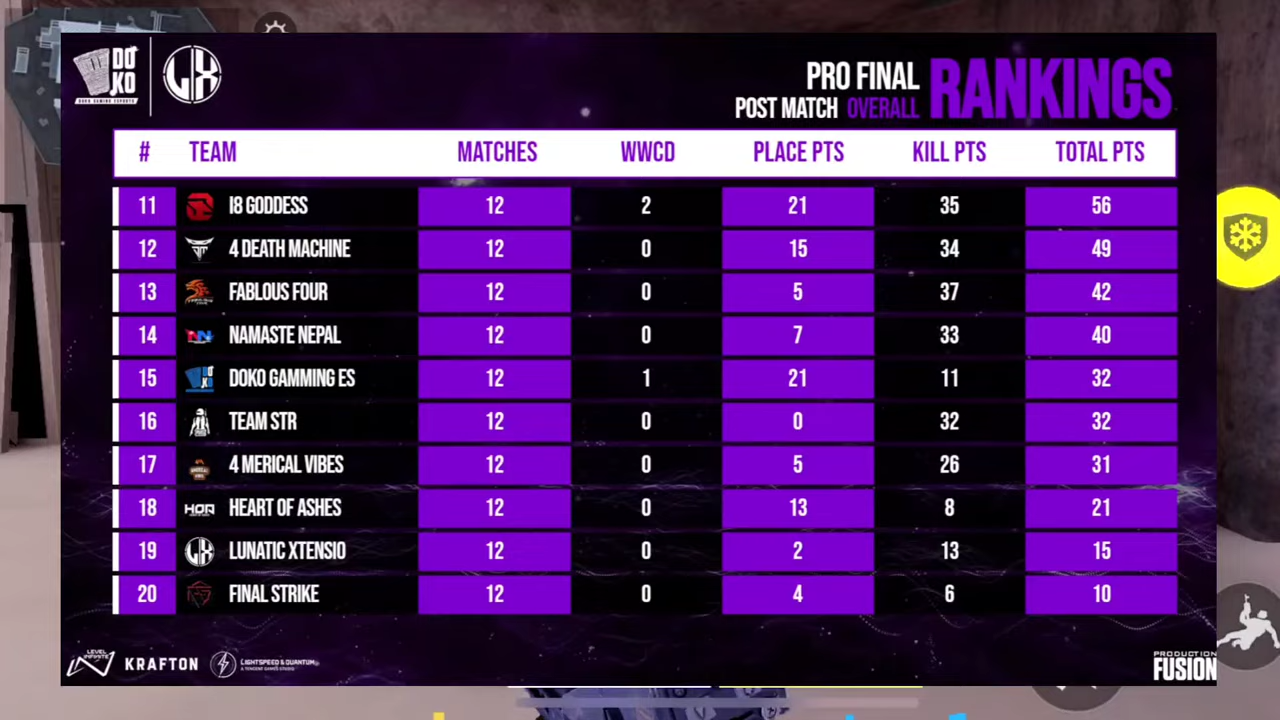 DOKO
LX
PRO FINAL
POST MATCH OVERALL
RANKINGS
# TEAM MATCHES WWCD PLACE PTS KILL PTS TOTAL PTS
11 I8 GODDESS 12 2 21 35 56
12 4 DEATH MACHINE 12 0 15 34 49
13 FABLOUS FOUR 12 0 5 37 42
14 NAMASTE NEPAL 12 0 7 33 40
15 DOKO GAMMING ES 12 1 21 11 32
16 TEAM STR 12 0 0 32 32
17 4 MERICAL VIBES 12 0 5 26 31
18 HEART OF ASHES 12 0 13 8 21
19 LUNATIC XTENSIO 12 0 2 13 15
20 FINAL STRIKE 12 0 4 6 10
LEVEL INFINITE KRAFTON LIGHTSPEED & QUANTUM
PRODUCTION
FUSION